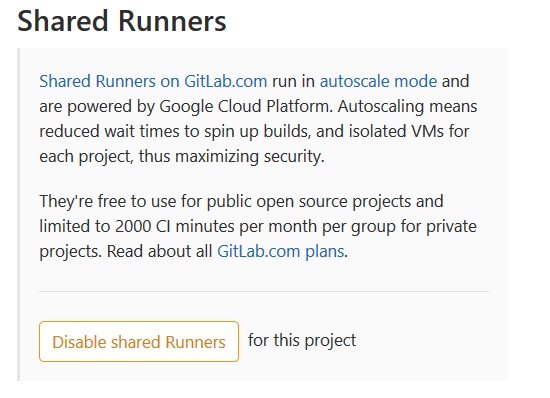 Shared Runners
Shared Runners on GitLab.com run in autoscale mode and
are powered by Google Cloud Platform. Autoscaling means
reduced wait times to spin up builds, and isolated VMs for
each project, thus maximizing security.
They're free to use for public open source projects and
limited to 2000 CI minutes per month per group for private
projects. Read about all GitLab.com plans.
Disable shared Runners for this project